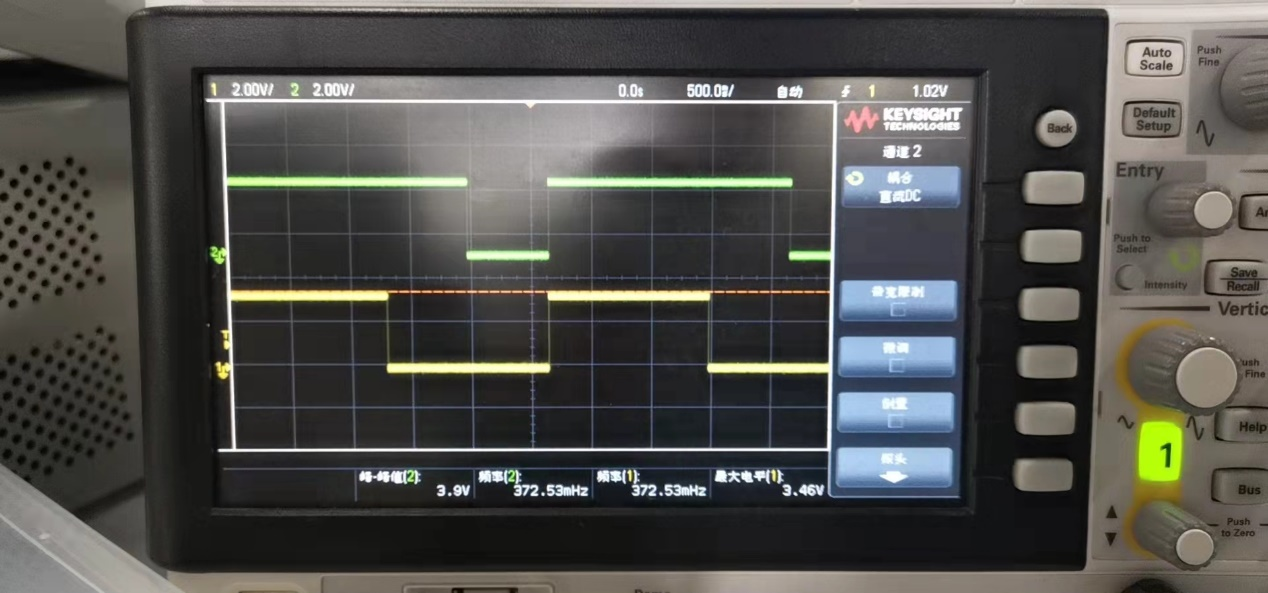 1 2.00V/ 2 2.00V/ 0.0s 500.0㎳/ 自动 1 1.02V
KEYSIGHT
TECHNOLOGIES
通道 2
耦合
直流DC
带宽限制
微调
倒置
探头
峰-峰值(2):
3.9V
频率(2):
372.53mHz
频率(1):
372.53mHz
最大电平(1):
3.46V
Back
Auto
Scale
Push
Fine
Default
Setup
Entry
Push to
Select
Intensity
Save
Recall
Vertic
Fine
1
Help
Bus
Push
to Zero